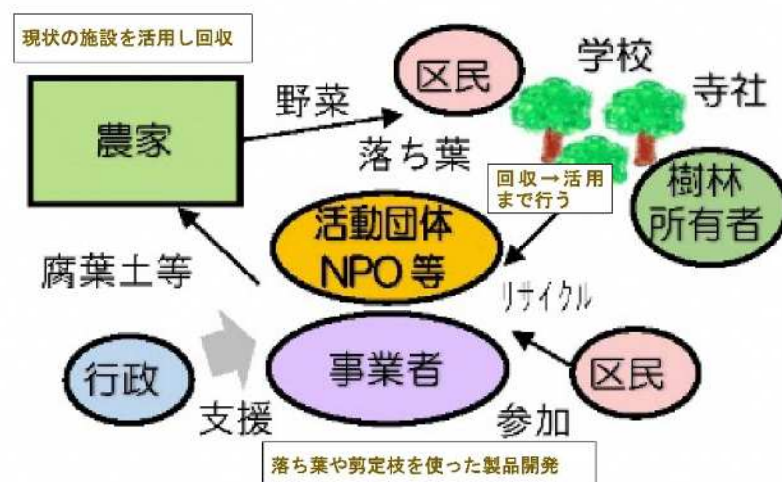 現状の施設を活用し回収
区民
学校
寺社
野菜
農家
落ち葉
回収→活用
まで行う
樹林
所有者
活動団体
NPO等
腐葉土等
リサイクル
行政
事業者
区民
支援
参加
落ち葉や剪定枝を使った製品開発